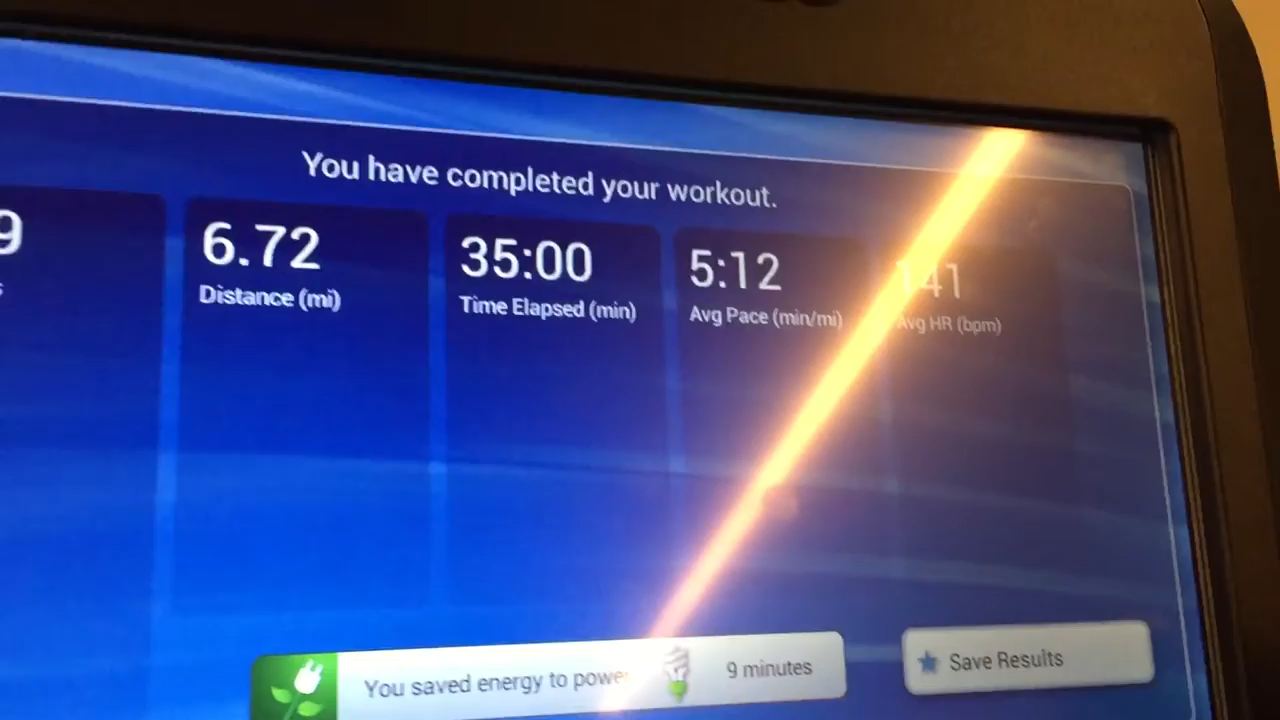 You have completed your workout.
9
6.72
Distance (mi)
35:00
Time Elapsed (min)
5:12
Avg Pace (min/mi)
141
Avg HR (bpm)
You saved energy to power
9 minutes
Save Results